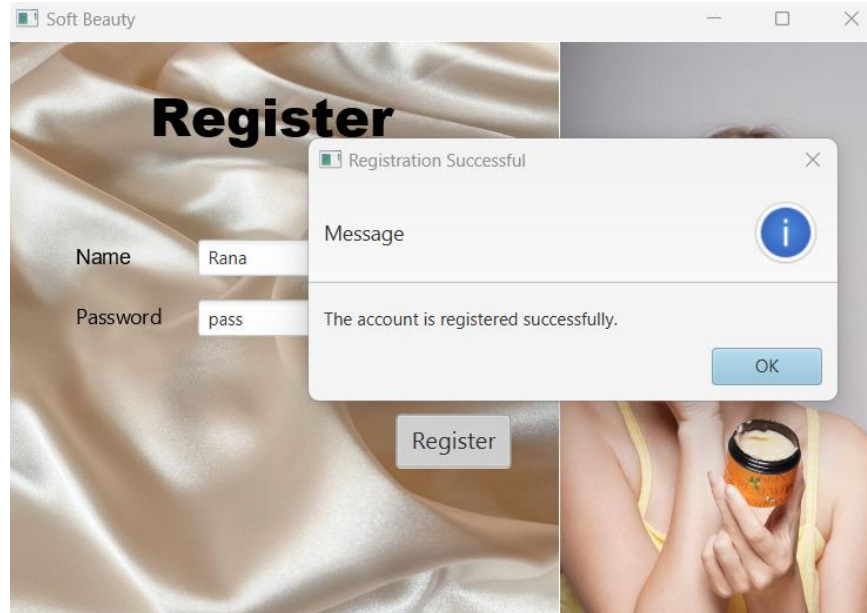 Soft Beauty
Register
Registration Successful
Message
Name
Rana
Password
pass
The account is registered successfully.
OK
Register